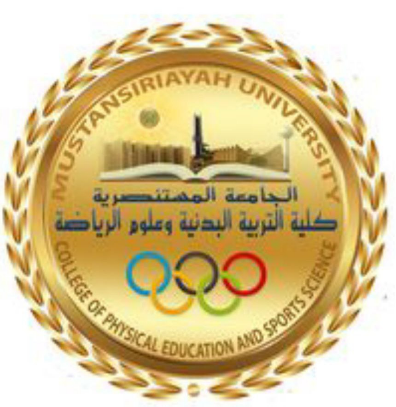 MUSTANSIRIAYAH UNIVERSITY
الجامعة المستنصرية
كلية التربية البدنية وعلوم الرياضة
COLLEGE OF PHYSICAL EDUCATION AND SPORTS SCIENCE